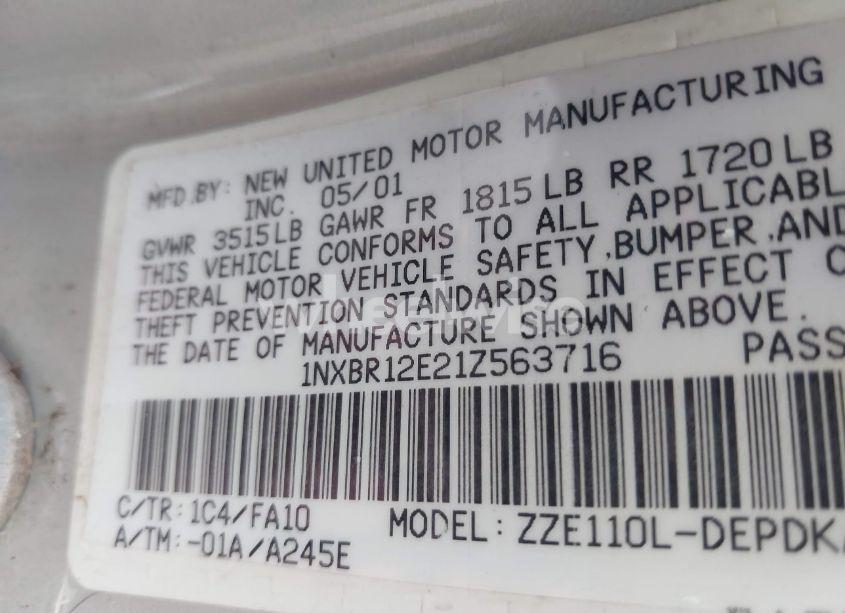 MFD.BY: NEW UNITED MOTOR MANUFACTURING
INC. 05/01
GVWR 3515LB GAWR FR 1815LB RR 1720LB
THIS VEHICLE CONFORMS TO ALL APPLICABL
FEDERAL MOTOR VEHICLE SAFETY,BUMPER,AND
THEFT PREVENTION STANDARDS IN EFFECT O
THE DATE OF MANUFACTURE SHOWN ABOVE.
1NXBR12E21Z563716 PASS
C/TR: 1C4/FA10 MODEL: ZZE110L-DEPDK
A/TM: -01A/A245E